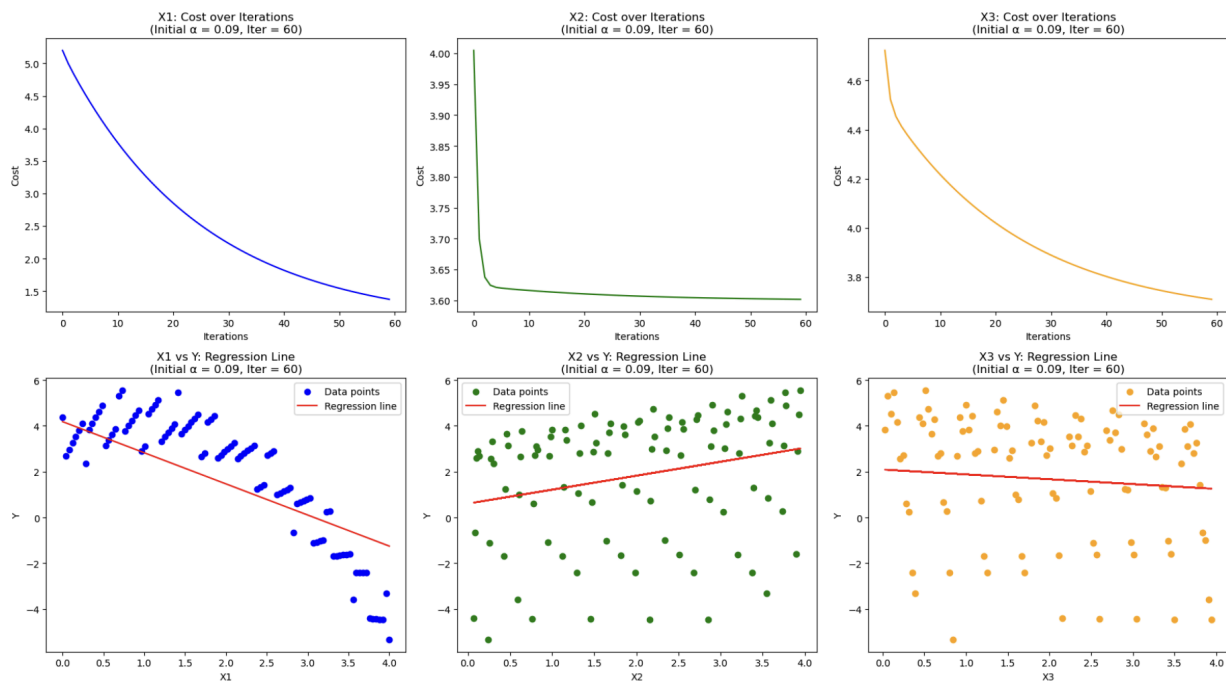 X1: Cost over Iterations
(Initial α = 0.09, Iter = 60)
Cost
5.0
4.5
4.0
3.5
3.0
2.5
2.0
1.5
0
10
20
30
40
50
60
Iterations
X2: Cost over Iterations
(Initial α = 0.09, Iter = 60)
Cost
4.00
3.95
3.90
3.85
3.80
3.75
3.70
3.65
3.60
0
10
20
30
40
50
60
Iterations
X3: Cost over Iterations
(Initial α = 0.09, Iter = 60)
Cost
4.6
4.4
4.2
4.0
3.8
0
10
20
30
40
50
60
Iterations
X1 vs Y: Regression Line
(Initial α = 0.09, Iter = 60)
Data points
Regression line
Y
6
4
2
0
−2
−4
0.0
0.5
1.0
1.5
2.0
2.5
3.0
3.5
4.0
X1
X2 vs Y: Regression Line
(Initial α = 0.09, Iter = 60)
Data points
Regression line
Y
6
4
2
0
−2
−4
0.0
0.5
1.0
1.5
2.0
2.5
3.0
3.5
4.0
X2
X3 vs Y: Regression Line
(Initial α = 0.09, Iter = 60)
Data points
Regression line
Y
6
4
2
0
−2
−4
0.0
0.5
1.0
1.5
2.0
2.5
3.0
3.5
4.0
X3